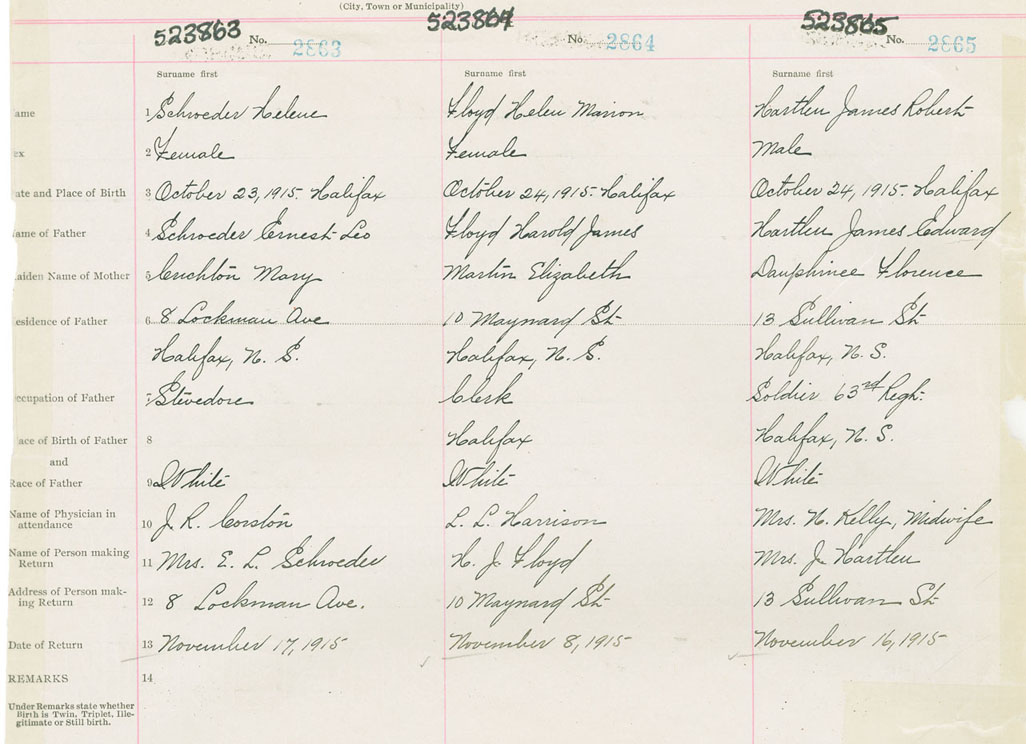 (City, Town or Municipality)
523863 No. 2863 523864 No. 2864 523865 No. 2865
Surname first Surname first Surname first
ame 1 Schroeder Helene Floyd Helen Marion Hartlen James Robert
ex 2 Female Female Male
ate and Place of Birth 3 October 23, 1915. Halifax October 24, 1915. Halifax October 24, 1915. Halifax
ame of Father 4 Schroeder Ernest Leo Floyd Harold James Hartlen James Edward
aiden Name of Mother 5 Crichton Mary Martin Elizabeth Dauphinee Florence
esidence of Father 6 8 Lockman Ave 10 Maynard St 13 Sullivan St
Halifax, N. S. Halifax, N. S. Halifax, N. S.
ccupation of Father 7 Stevedore Clerk Soldier 63rd Regt.
ace of Birth of Father 8 Halifax Halifax, N. S.
and
Race of Father 9 White White White
Name of Physician in
attendance 10 J. R. Corston L. L. Harrison Mrs. N. Kelly, Midwife
Name of Person making
Return 11 Mrs. E. L. Schroeder H. J. Floyd Mrs. J. Hartlen
Address of Person mak-
ing Return 12 8 Lockman Ave. 10 Maynard St 13 Sullivan St
Date of Return 13 November 17, 1915 November 8, 1915 November 16, 1915
REMARKS 14
Under Remarks state whether
Birth is Twin, Triplet, Ille-
gitimate or Still birth.